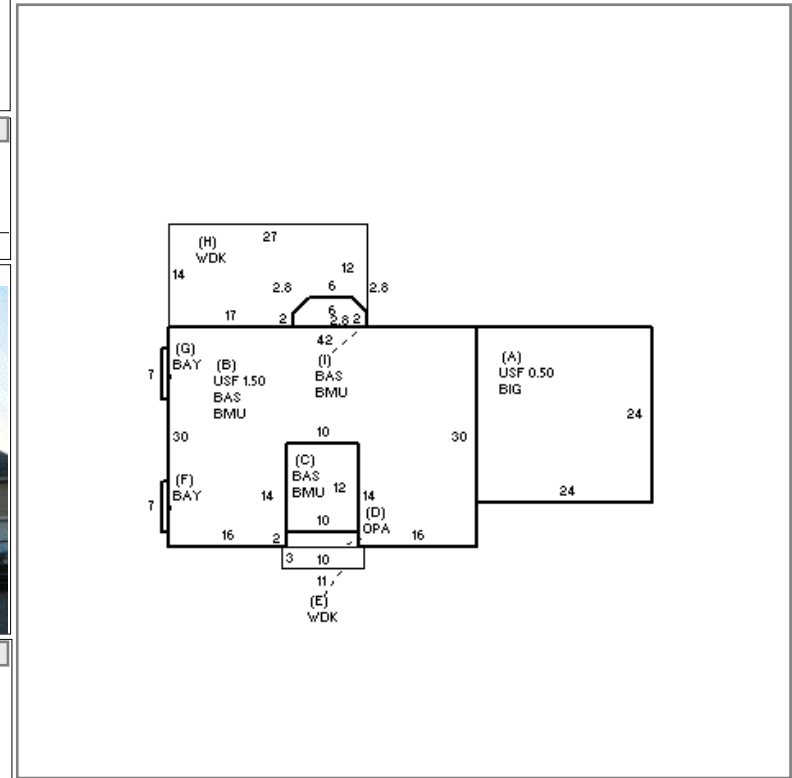 27
(H)
WDK
14
12
2.8
6
2.8
17
2
6
2.8
2
42
(G)
BAY
7
(B)
USF 1.50
BAS
BMU
(I)
BAS
BMU
(A)
USF 0.50
BIG
24
30
10
30
(C)
BAS
BMU
12
(F)
BAY
7
14
14
24
(D)
OPA
10
16
2
16
3
10
11
(E)
WDK